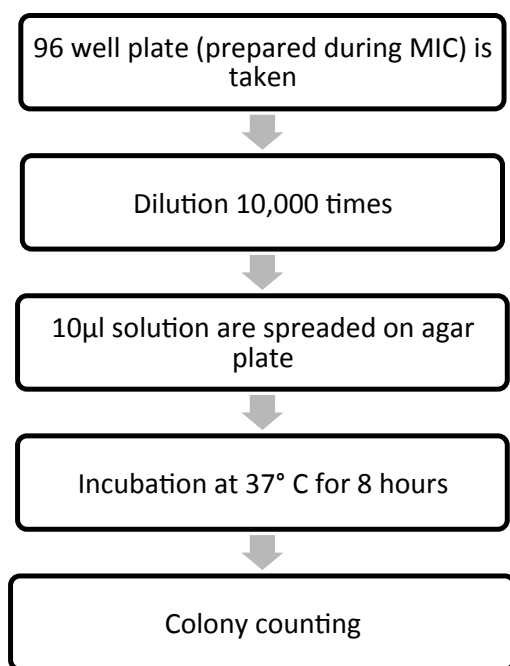 96 well plate (prepared during MIC) is
taken
Dilution 10,000 times
10µl solution are spreaded on agar
plate
Incubation at 37° C for 8 hours
Colony counting